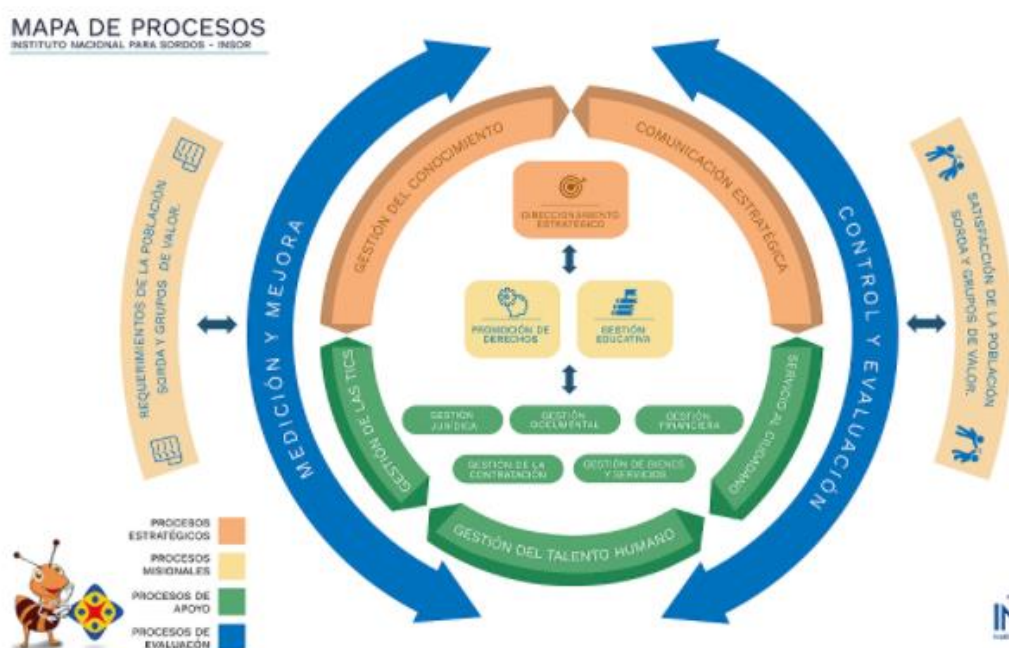 MAPA DE PROCESOS
INSTITUTO NACIONAL PARA SORDOS - INSOR
REQUERIMIENTOS DE LA POBLACIÓN
SORDA Y GRUPOS DE VALOR.
MEDICIÓN Y MEJORA
GESTIÓN DEL CONOCIMIENTO
COMUNICACIÓN ESTRATÉGICA
DIRECCIONAMIENTO
ESTRATÉGICO
PROMOCIÓN DE
DERECHOS
GESTIÓN
EDUCATIVA
GESTIÓN DE LAS TICS
GESTIÓN
JURÍDICA
GESTIÓN
DOCUMENTAL
GESTIÓN
FINANCIERA
GESTIÓN DE LA
CONTRATACIÓN
GESTIÓN DE BIENES
Y SERVICIOS
SERVICIO AL CIUDADANO
GESTIÓN DEL TALENTO HUMANO
CONTROL Y EVALUACIÓN
SATISFACCIÓN DE LA POBLACIÓN
SORDA Y GRUPOS DE VALOR.
PROCESOS
ESTRATÉGICOS
PROCESOS
MISIONALES
PROCESOS DE
APOYO
PROCESOS DE
EVALUACIÓN